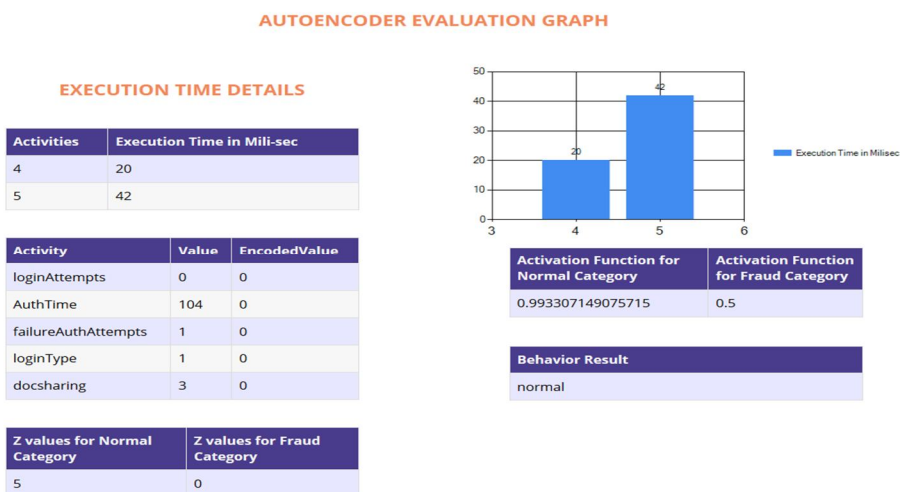 AUTOENCODER EVALUATION GRAPH
EXECUTION TIME DETAILS
Activities Execution Time in Mili-sec
4 20
5 42
Activity Value EncodedValue
loginAttempts 0 0
AuthTime 104 0
failureAuthAttempts 1 0
loginType 1 0
docsharing 3 0
Z values for Normal Category Z values for Fraud Category
5 0
50
40
30
20
10
0
42
20
3 4 5 6
Execution Time in Milisec
Activation Function for Normal Category Activation Function for Fraud Category
0.993307149075715 0.5
Behavior Result
normal